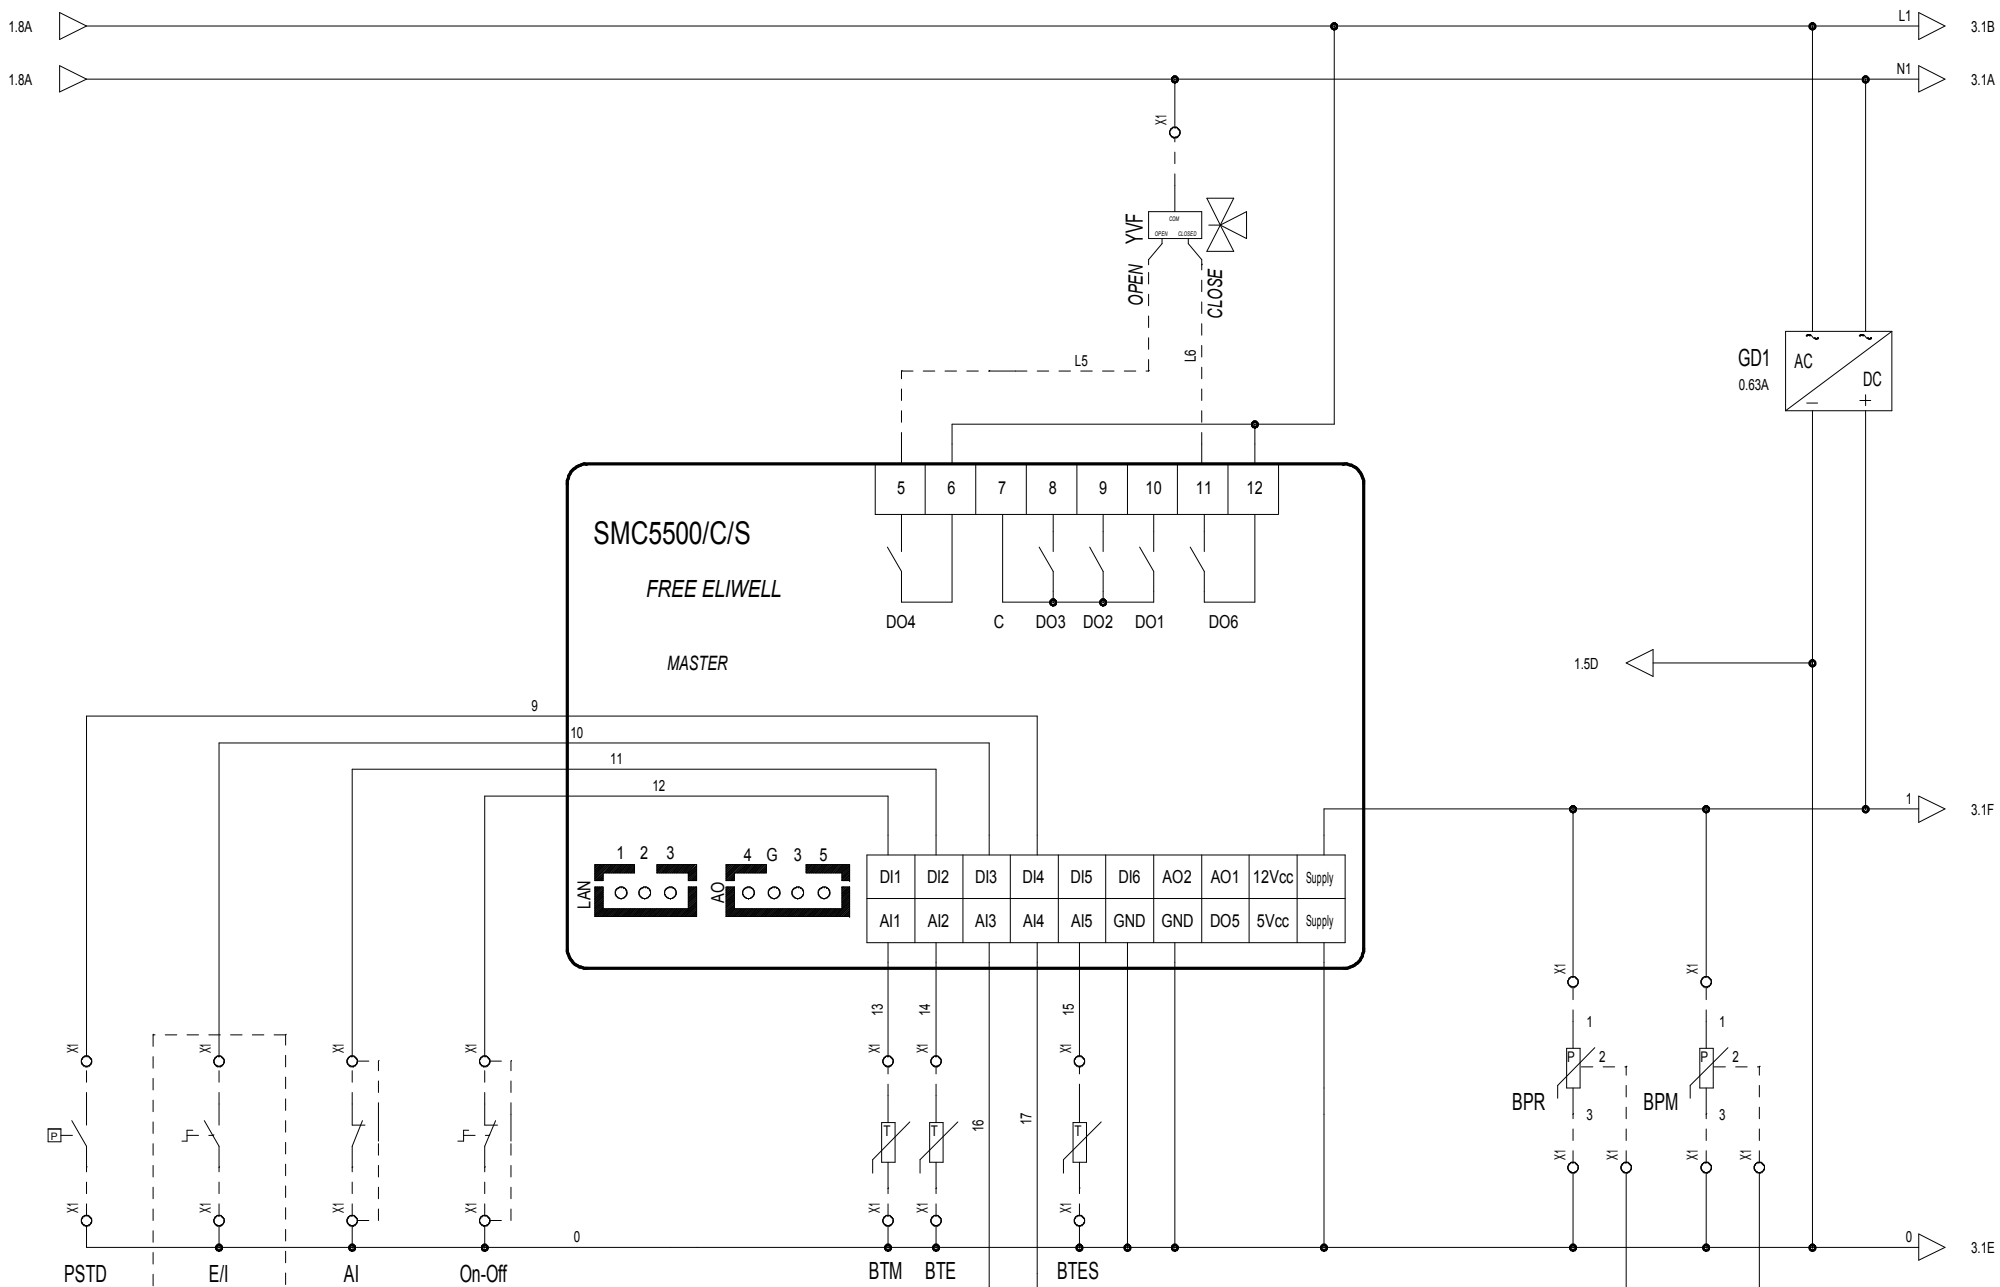 1.8A L1 3.1B
1.8A N1 3.1A
X1
YVF COM
OPEN CLOSED
OPEN CLOSE
L5 L6
GD1
0.63A
AC
DC
~ ~
− +
5 6 7 8 9 10 11 12
SMC5500/C/S
FREE ELIWELL
DO4 C DO3 DO2 DO1 DO6
MASTER
1.5D
9
10
11
12
1 3.1F
1 2 3
LAN
4 G 3 5
AO
DI1 DI2 DI3 DI4 DI5 DI6 AO2 AO1 12Vcc Supply
AI1 AI2 AI3 AI4 AI5 GND GND DO5 5Vcc Supply
X1 X1
13 14 15
1 1
X1 X1 X1 X1 X1 X1 X1
P 2 P 2
BPR BPM
3 3
16 17
P T T T
X1 X1 X1 X1
X1 X1 X1 X1 X1 X1 X1
0 0 3.1E
PSTD E/I AI On-Off BTM BTE BTES